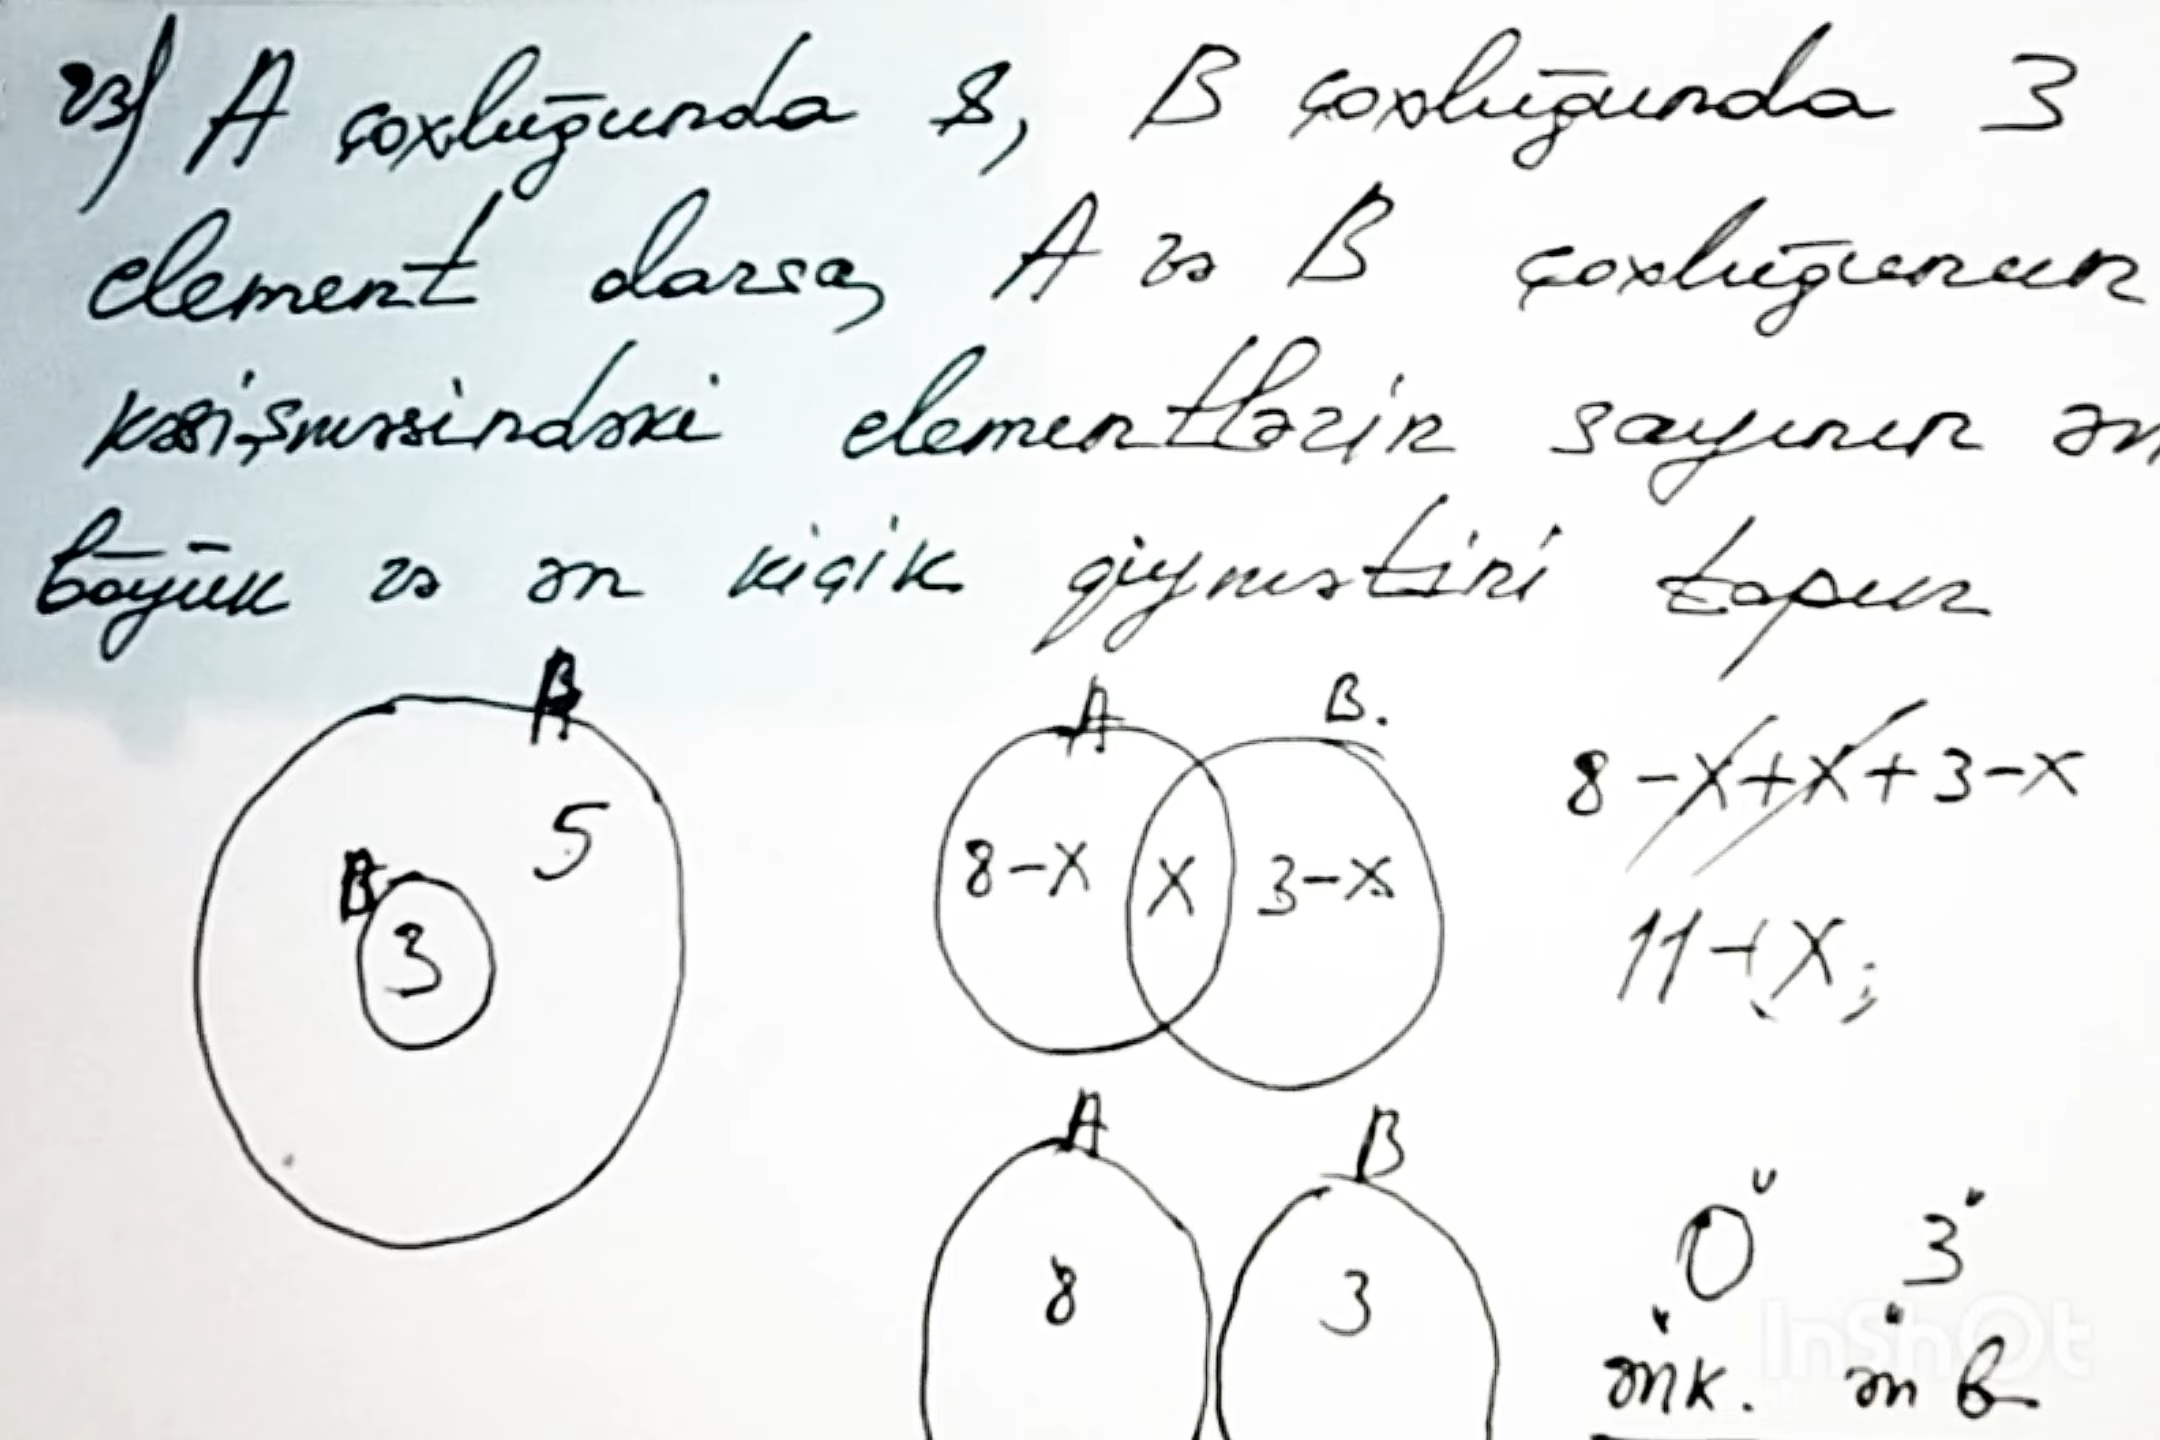 23) A çoxluğunda 8, B çoxluğunda 3
element varsa, A və B çoxluğunun
kəsişməsindəki elementlərin sayının ən
böyük və ən kiçik qiymətini tapın
B
5
B
3
A B.
8-x x 3-x
8-x+x+3-x
11-x;
A B
8 3
0 3
ən k. ən b
InShOt